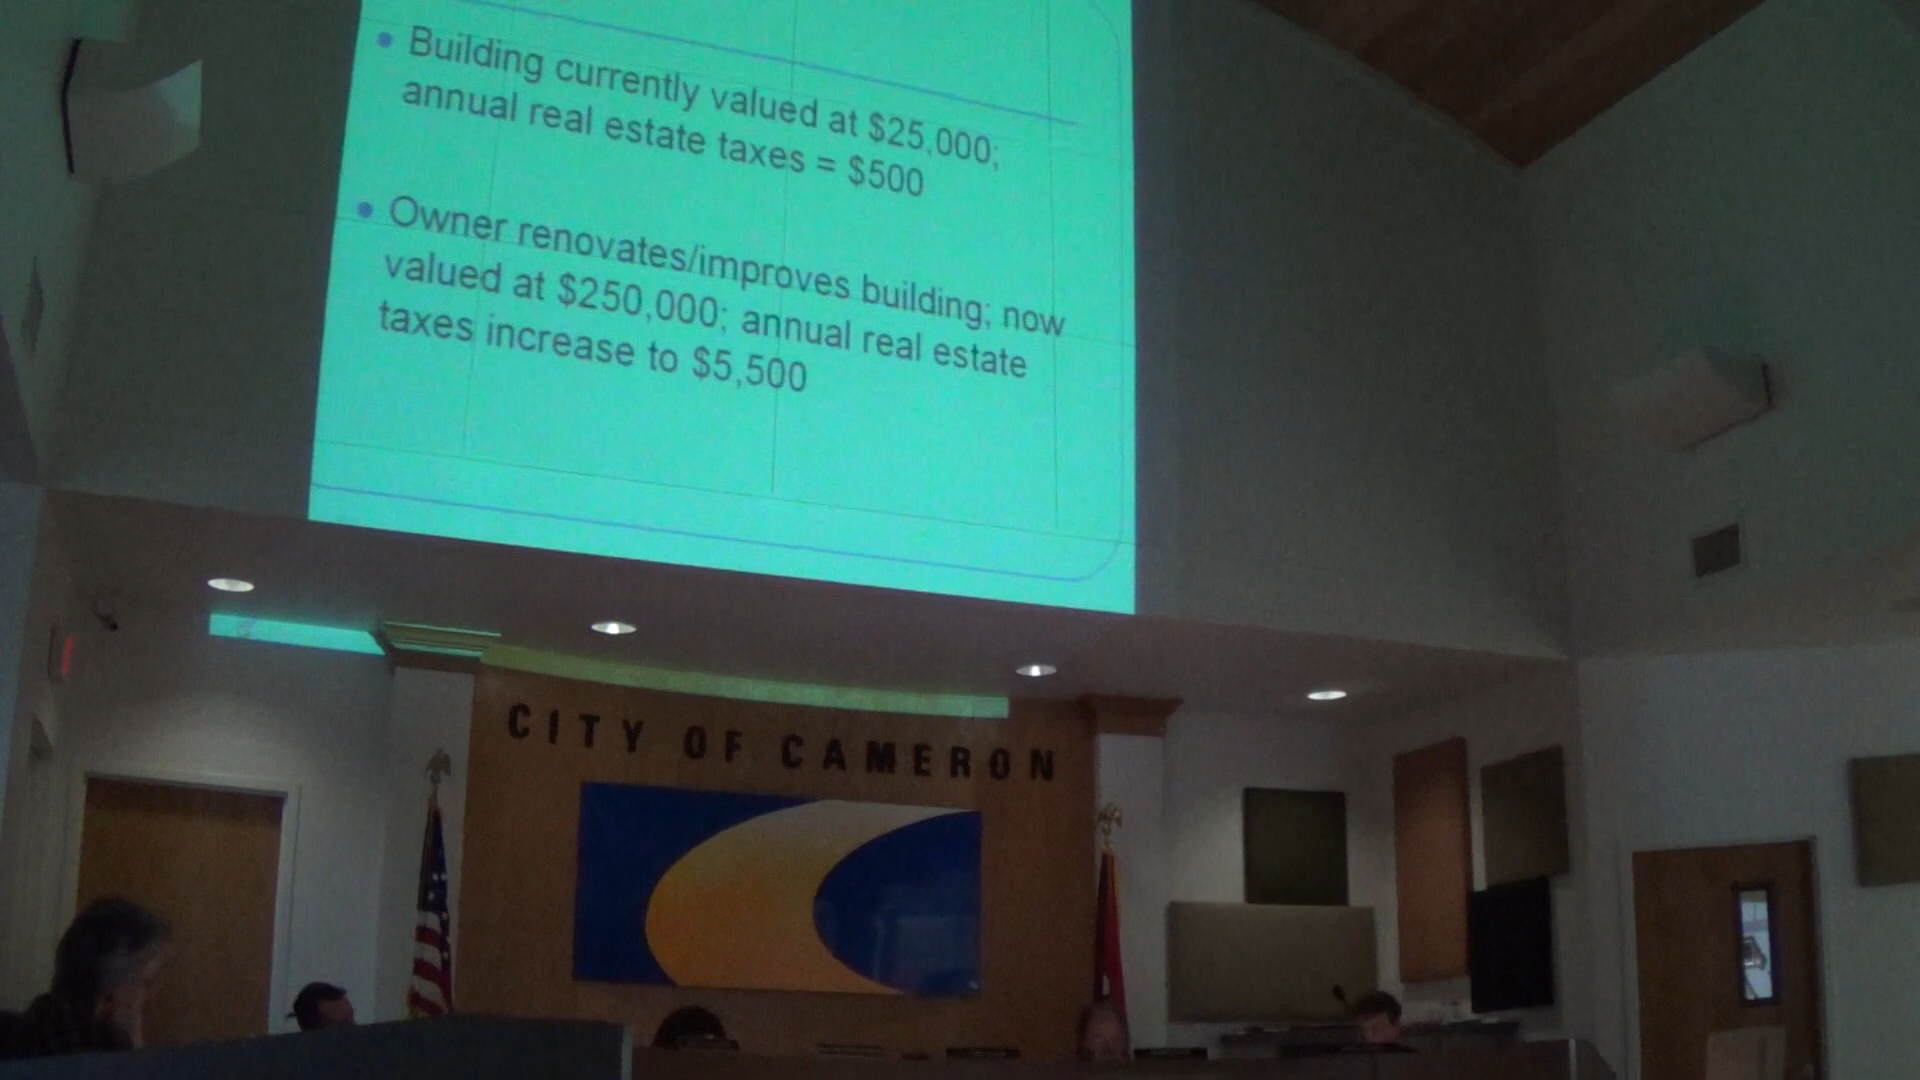 Building currently valued at $25,000;
annual real estate taxes = $500
Owner renovates/improves building; now
valued at $250,000; annual real estate
taxes increase to $5,500
CITY OF CAMERON